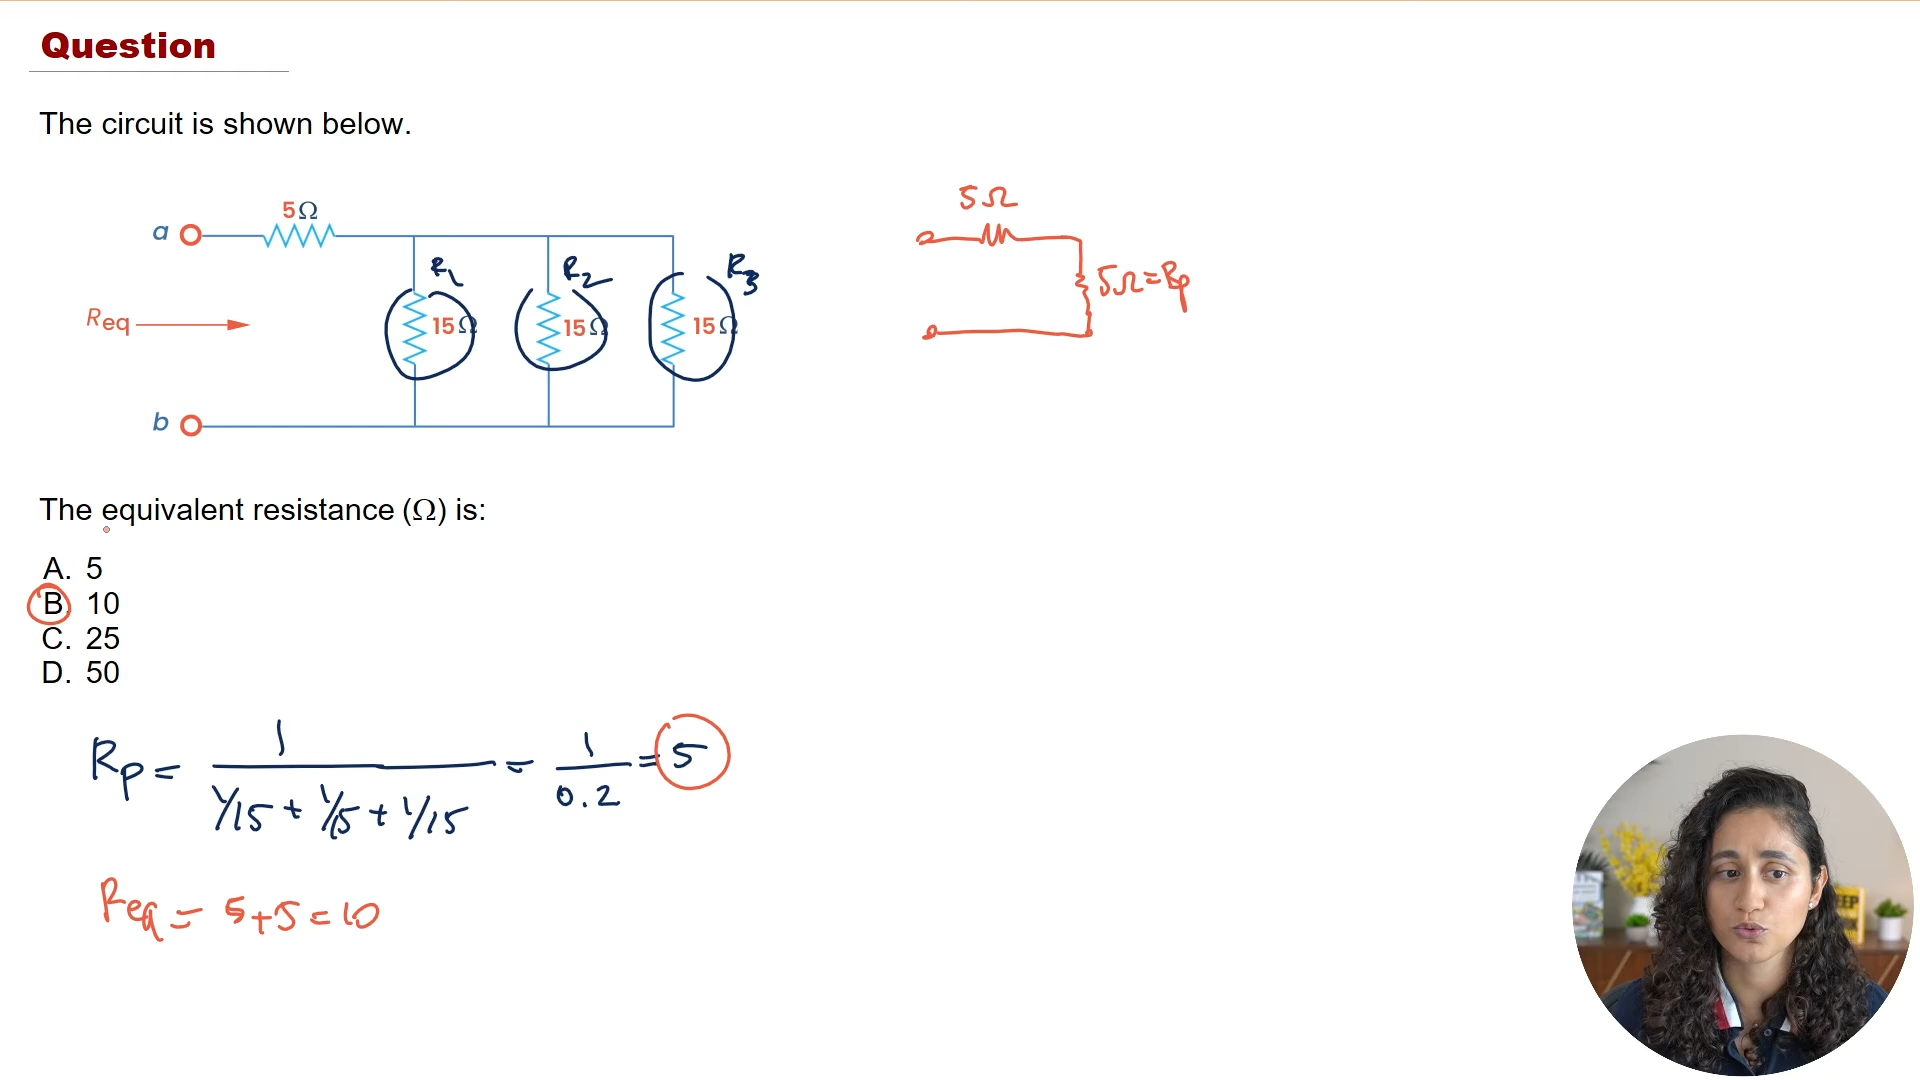 Question
The circuit is shown below.
5Ω
a
R1
R2
R3
Req
15Ω
15Ω
15Ω
b
5Ω
5Ω=Rp
The equivalent resistance (Ω) is:
A. 5
B. 10
C. 25
D. 50
Rp = 1 / (1/15 + 1/15 + 1/15) = 1 / 0.2 = 5
Req = 5+5 = 10